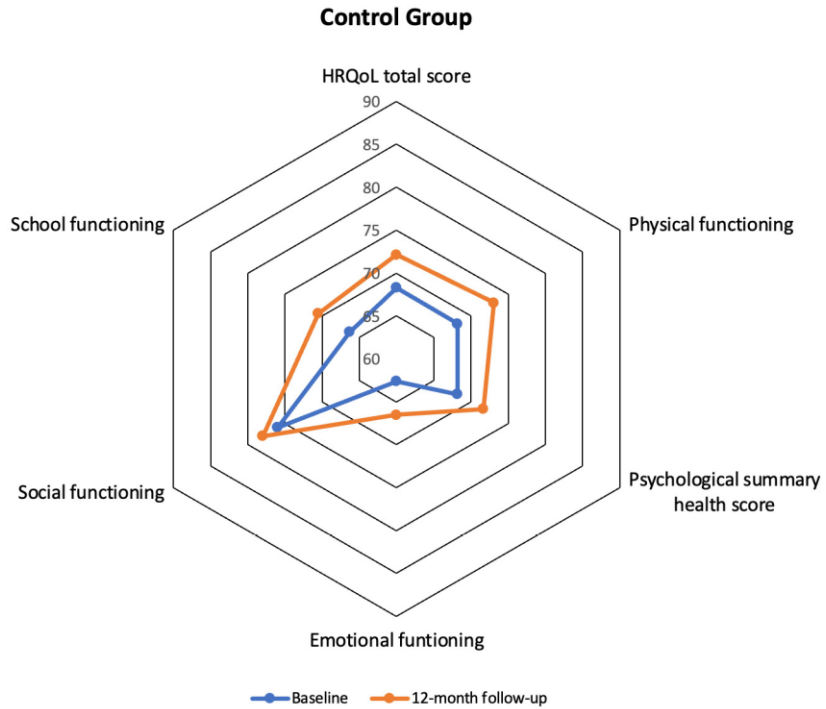 Control Group
HRQoL total score
90
85
80
75
70
65
60
School functioning
Physical functioning
Social functioning
Psychological summary
health score
Emotional funtioning
Baseline
12-month follow-up